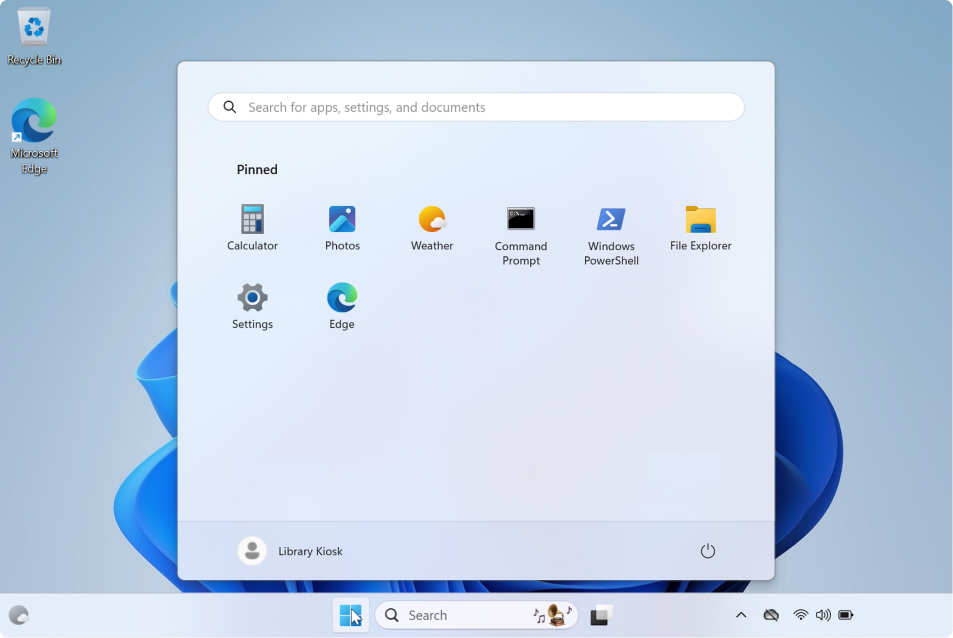 Recycle Bin
Microsoft
Edge
Search for apps, settings, and documents
Pinned
Calculator
Photos
Weather
Command
Prompt
Windows
PowerShell
File Explorer
Settings
Edge
Library Kiosk
Search